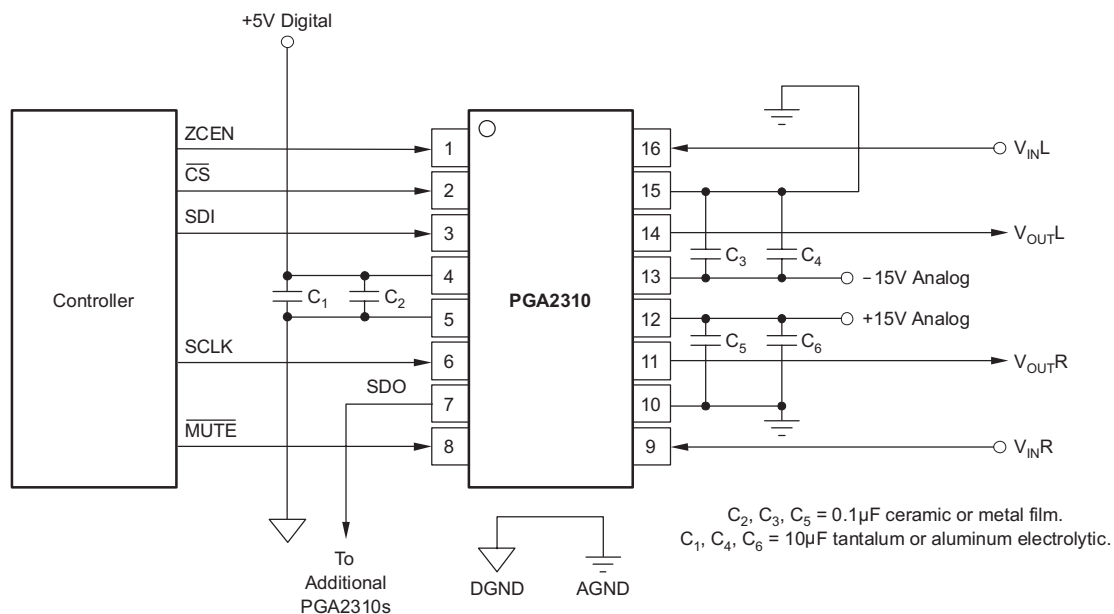 +5V Digital
Controller
ZCEN
CS
SDI
SCLK
SDO
MUTE
C1
C2
1
2
3
4
5
6
7
8
PGA2310
16
15
14
13
12
11
10
9
C3
C4
C5
C6
VINL
VOUTL
−15V Analog
+15V Analog
VOUTR
VINR
To
Additional
PGA2310s
DGND
AGND
C2, C3, C5 = 0.1µF ceramic or metal film.
C1, C4, C6 = 10µF tantalum or aluminum electrolytic.